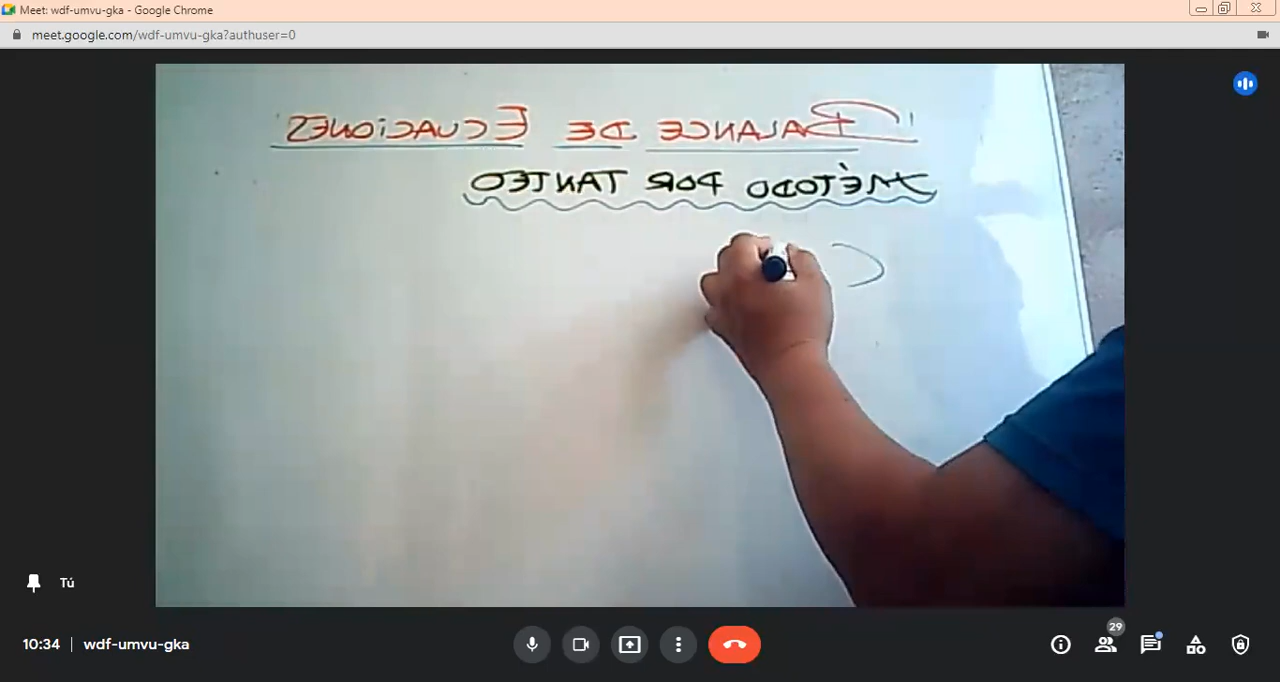 Meet: wdf-umvu-gka - Google Chrome
meet.google.com/wdf-umvu-gka?authuser=0
BALANCE DE ECUACIONES
MÉTODO POR TANTEO
C
Tú
10:34 | wdf-umvu-gka
29